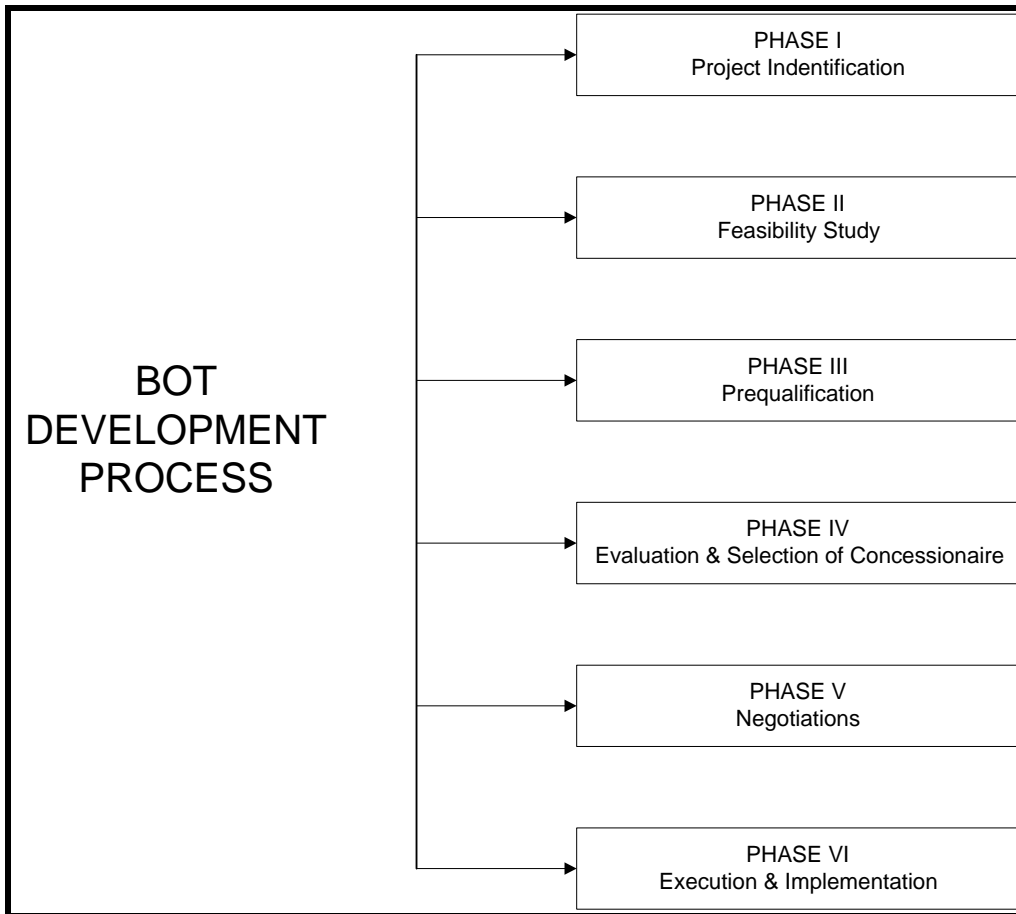 PHASE I
Project Indentification
PHASE II
Feasibility Study
BOT
DEVELOPMENT
PROCESS
PHASE III
Prequalification
PHASE IV
Evaluation & Selection of Concessionaire
PHASE V
Negotiations
PHASE VI
Execution & Implementation